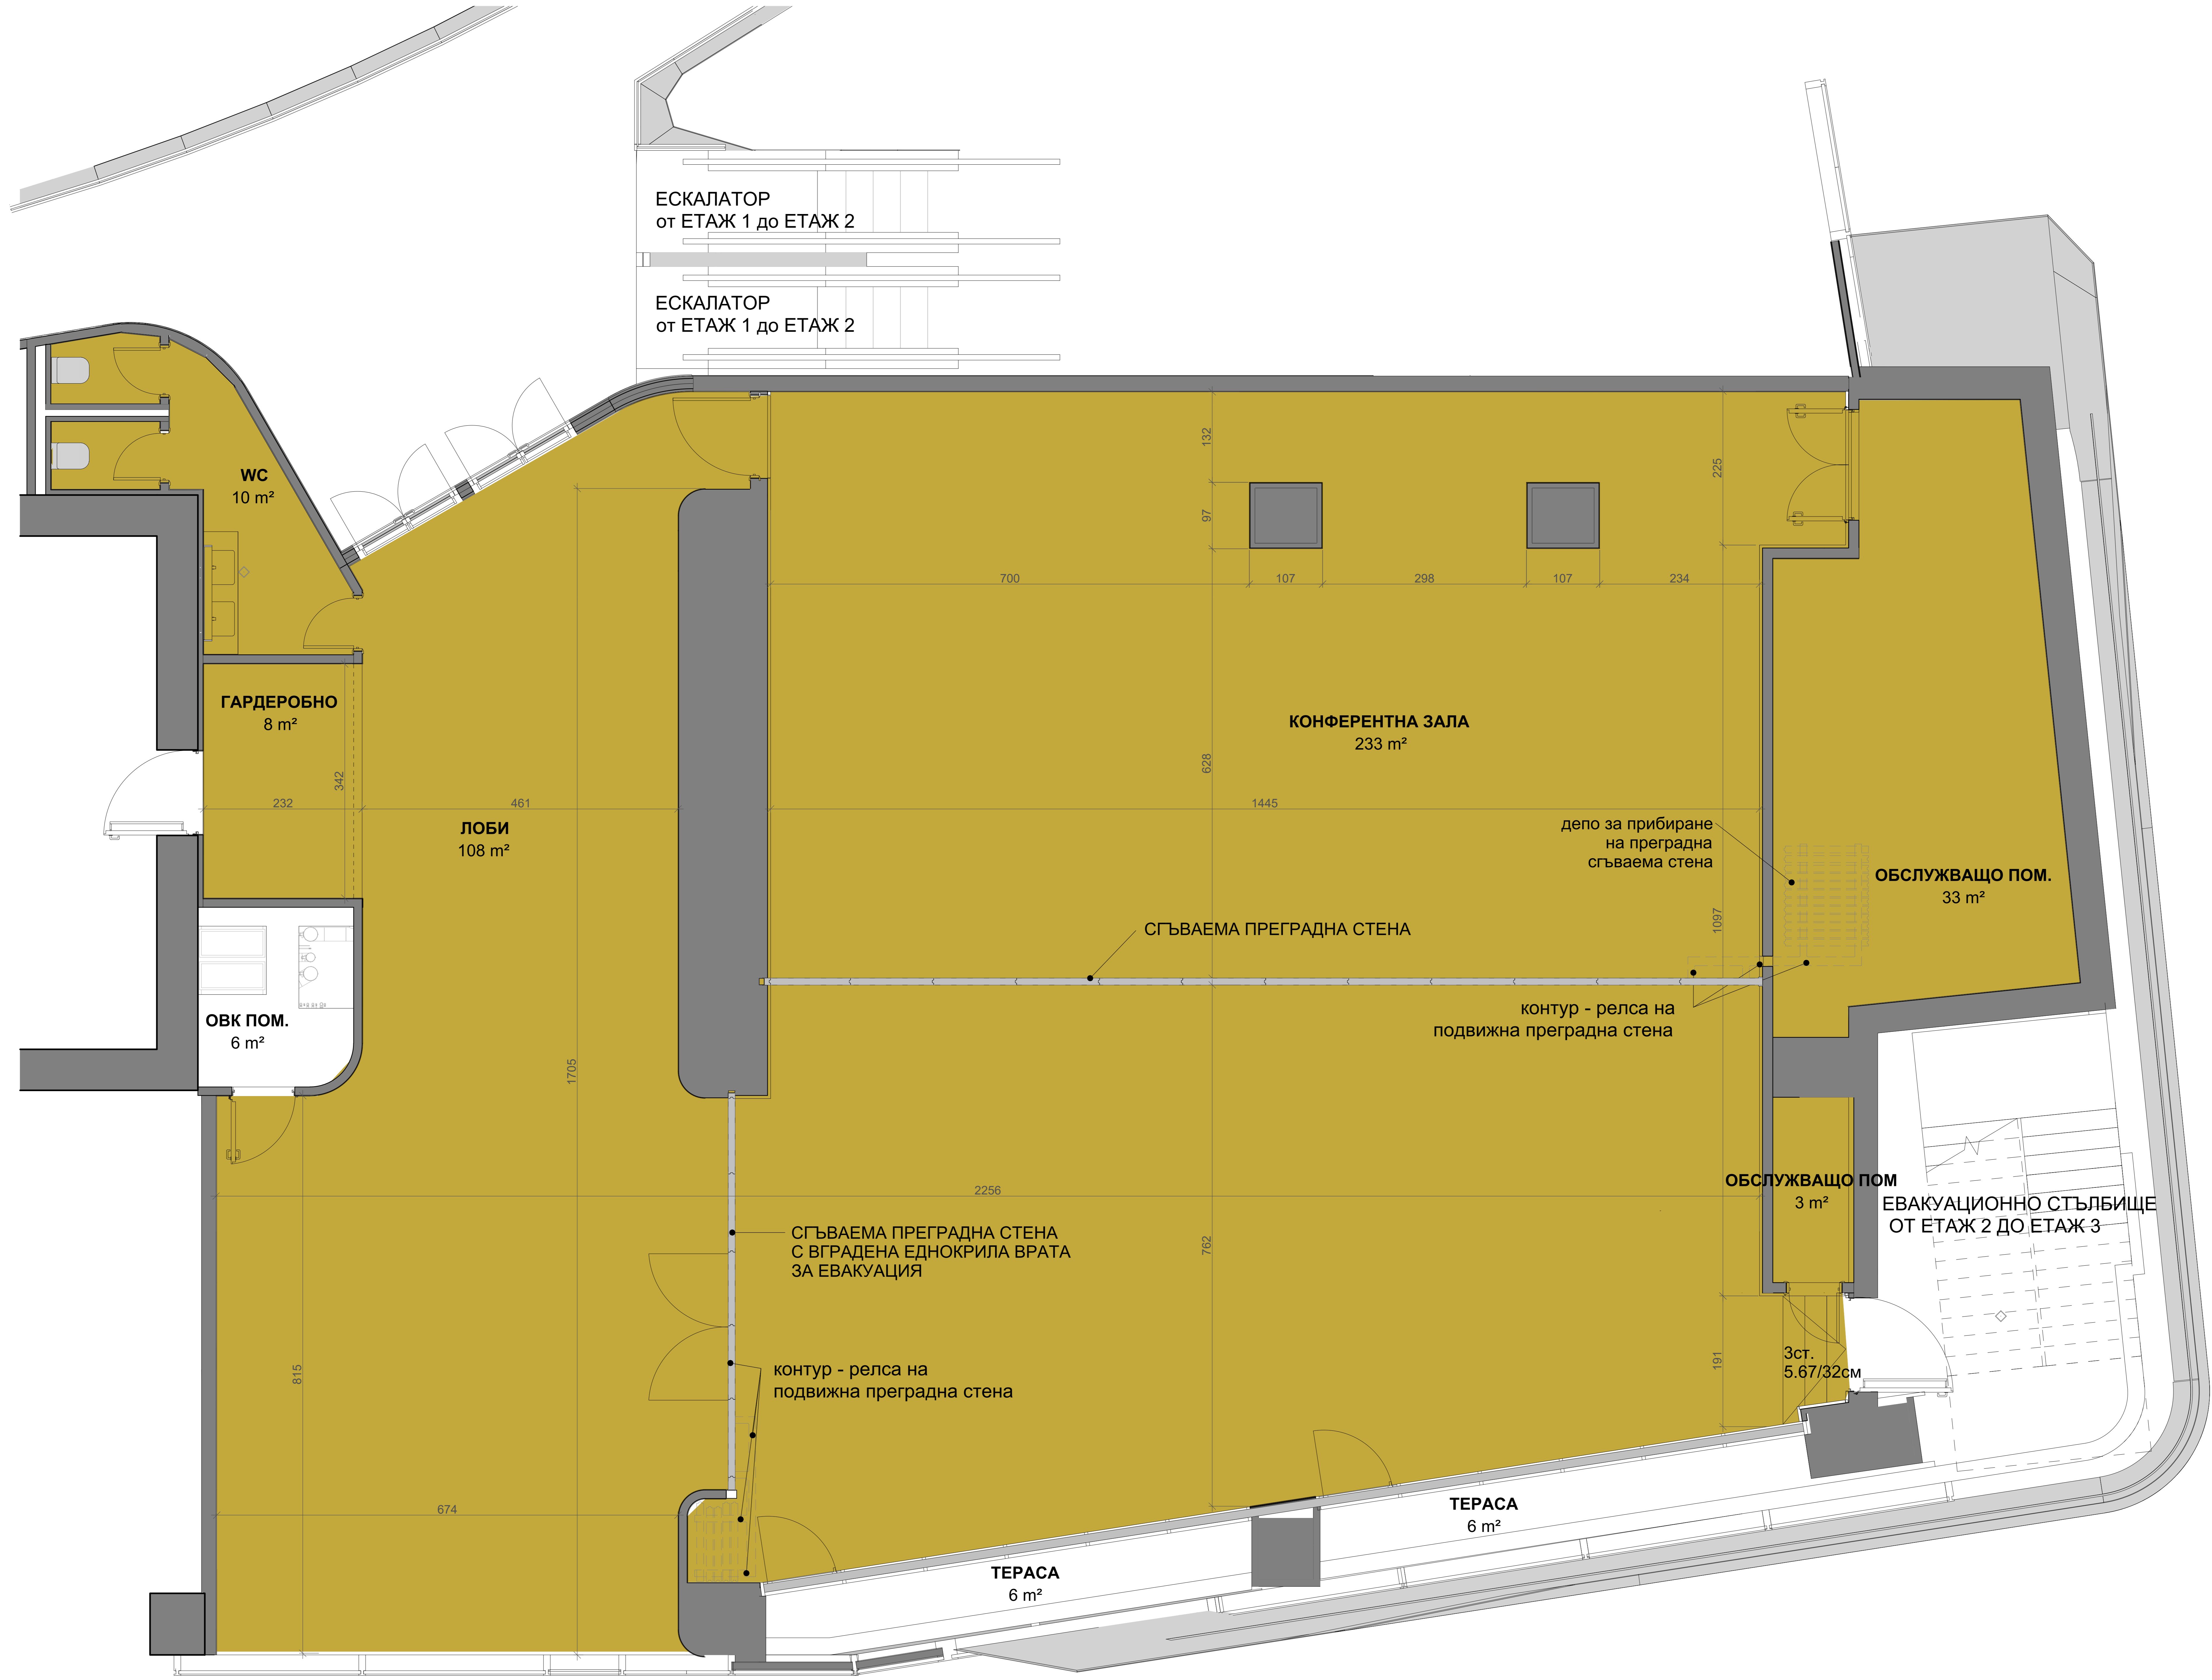 ЕСКАЛАТОР
от ЕТАЖ 1 до ЕТАЖ 2
ЕСКАЛАТОР
от ЕТАЖ 1 до ЕТАЖ 2
WC
10 m²
132
97
225
700
107
298
107
234
ГАРДЕРОБНО
8 m²
342
232
461
ЛОБИ
108 m²
КОНФЕРЕНТНА ЗАЛА
233 m²
628
1445
депо за прибиране
на преградна
сгъваема стена
ОБСЛУЖВАЩО ПОМ.
33 m²
1097
СГЪВАЕМА ПРЕГРАДНА СТЕНА
контур - релса на
подвижна преградна стена
ОВК ПОМ.
6 m²
1705
2256
ОБСЛУЖВАЩО ПОМ
3 m²
ЕВАКУАЦИОННО СТЪЛБИЩЕ
ОТ ЕТАЖ 2 ДО ЕТАЖ 3
СГЪВАЕМА ПРЕГРАДНА СТЕНА
С ВГРАДЕНА ЕДНОКРИЛА ВРАТА
ЗА ЕВАКУАЦИЯ
762
815
191
3ст.
5.67/32см
контур - релса на
подвижна преградна стена
674
ТЕРАСА
6 m²
ТЕРАСА
6 m²